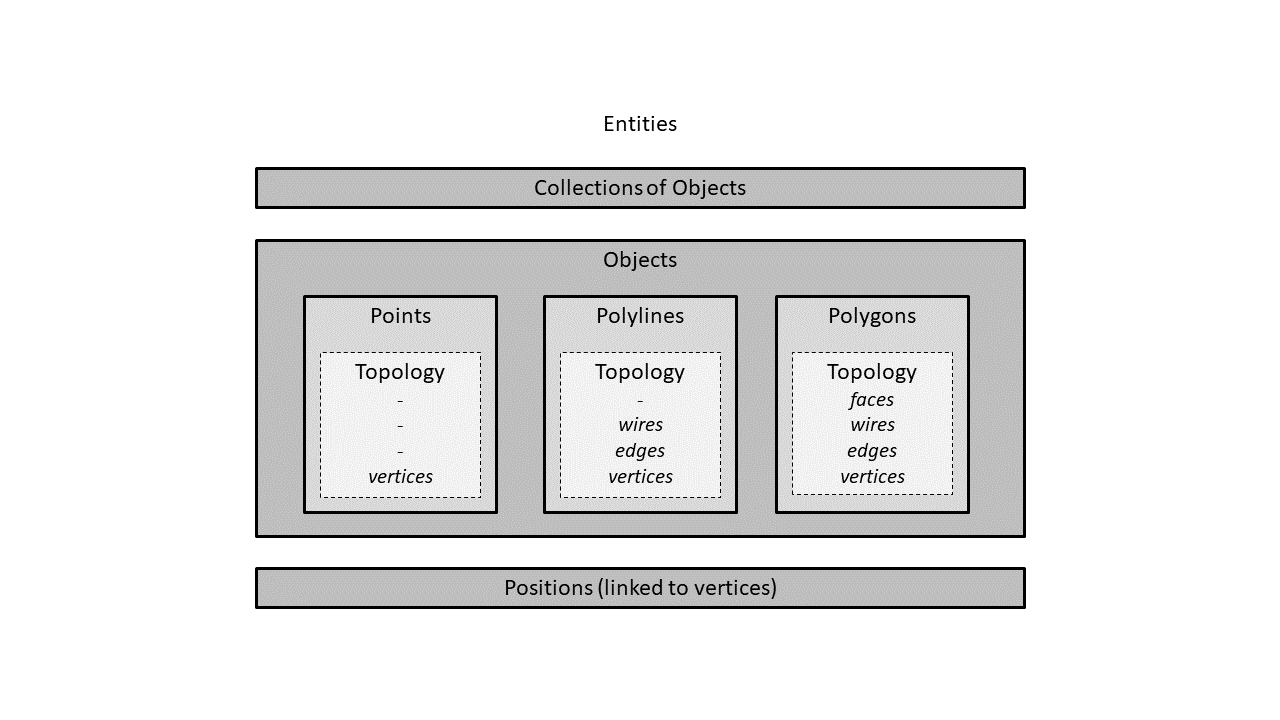 Entities
Collections of Objects
Objects
Points
Topology
-
-
-
vertices
Polylines
Topology
-
wires
edges
vertices
Polygons
Topology
faces
wires
edges
vertices
Positions (linked to vertices)